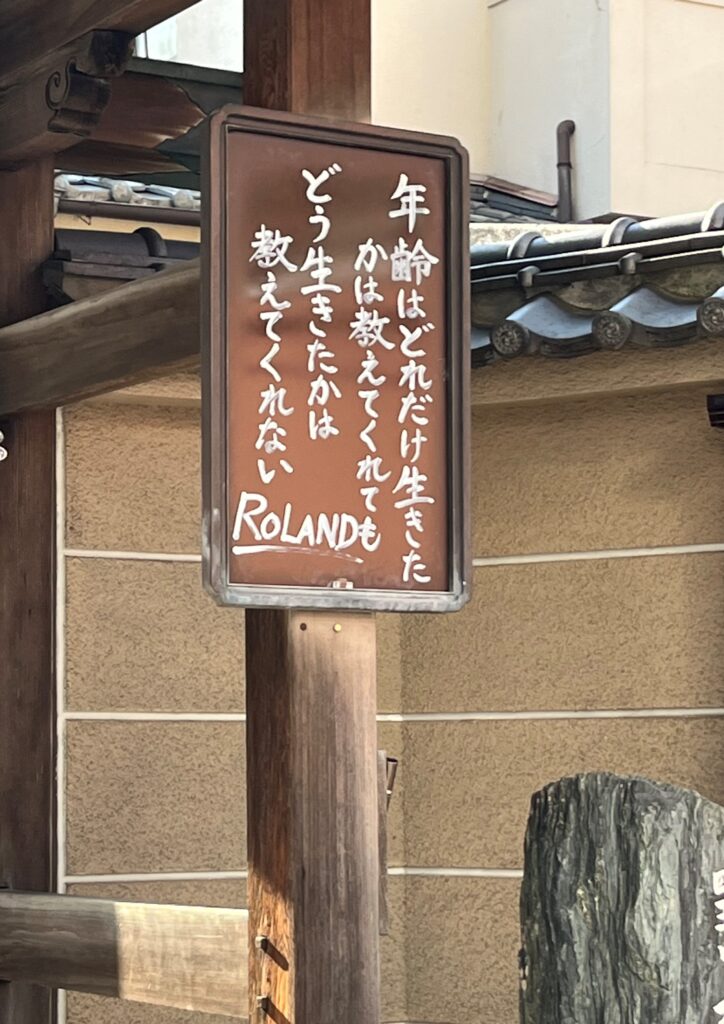 年齢はどれだけ生きた
かは教えてくれても
どう生きたかは
教えてくれない
ROLAND